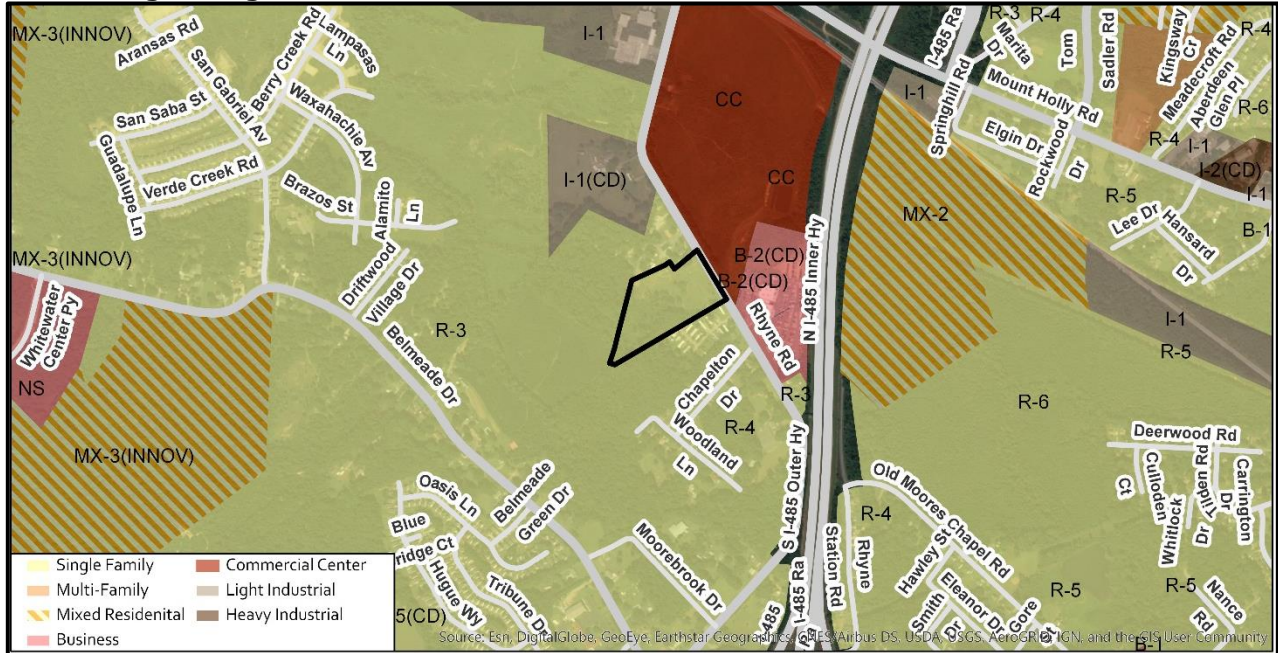 MX-3(INNOV)
Aransas Rd
San Gabriel Av
Berry Creek Rd
Lampasas
Ln
San Saba St
Waxahachie Av
Guadalupe Ln
Verde Creek Rd
Brazos St
Alamito
Ln
Driftwood
Village Dr
I-1
I-1(CD)
CC
CC
B-2(CD)
B-2(CD)
Rhyne Rd
N I-485 Inner Hy
I-485 Ra
R-3
R-4
Marita
Dr
Tom
Sadler Rd
Kingsway
Cr
Meadecroft Rd
Aberdeen
Glen Pl
R-4
R-6
I-1
Springhill Rd
Mount Holly Rd
Elgin Dr
Rockwood
Dr
R-4
I-1
I-2(CD)
I-1
R-5
MX-2
Lee Dr
Hansard
Dr
B-1
I-1
R-5
MX-3(INNOV)
Whitewater
Center Py
NS
MX-3(INNOV)
R-3
Belmeade Dr
Chapelton
Dr
Woodland
Ln
R-4
R-3
R-6
Deerwood Rd
Culloden
Ct
Whitlock
Dr
Tilden Rd
Carrington
Dr
Oasis Ln
Belmeade
Green Dr
Blue
ridge Ct
Hugue Wy
Tribune Dr
5(CD)
Moorebrook Dr
S I-485 Outer Hy
I-485 Ra
I-485
Rhyne
Station Rd
R-4
Old Moores Chapel Rd
Hawley St
Eleanor Dr
Smith
Dr
Gore
R-5
R-5
Nance
Rd
B-1
Single Family
Multi-Family
Mixed Residental
Business
Commercial Center
Light Industrial
Heavy Industrial
Source: Esri, DigitalGlobe, GeoEye, Earthstar Geographics, CNES/Airbus DS, USDA, USGS, AeroGRID, IGN, and the GIS User Community